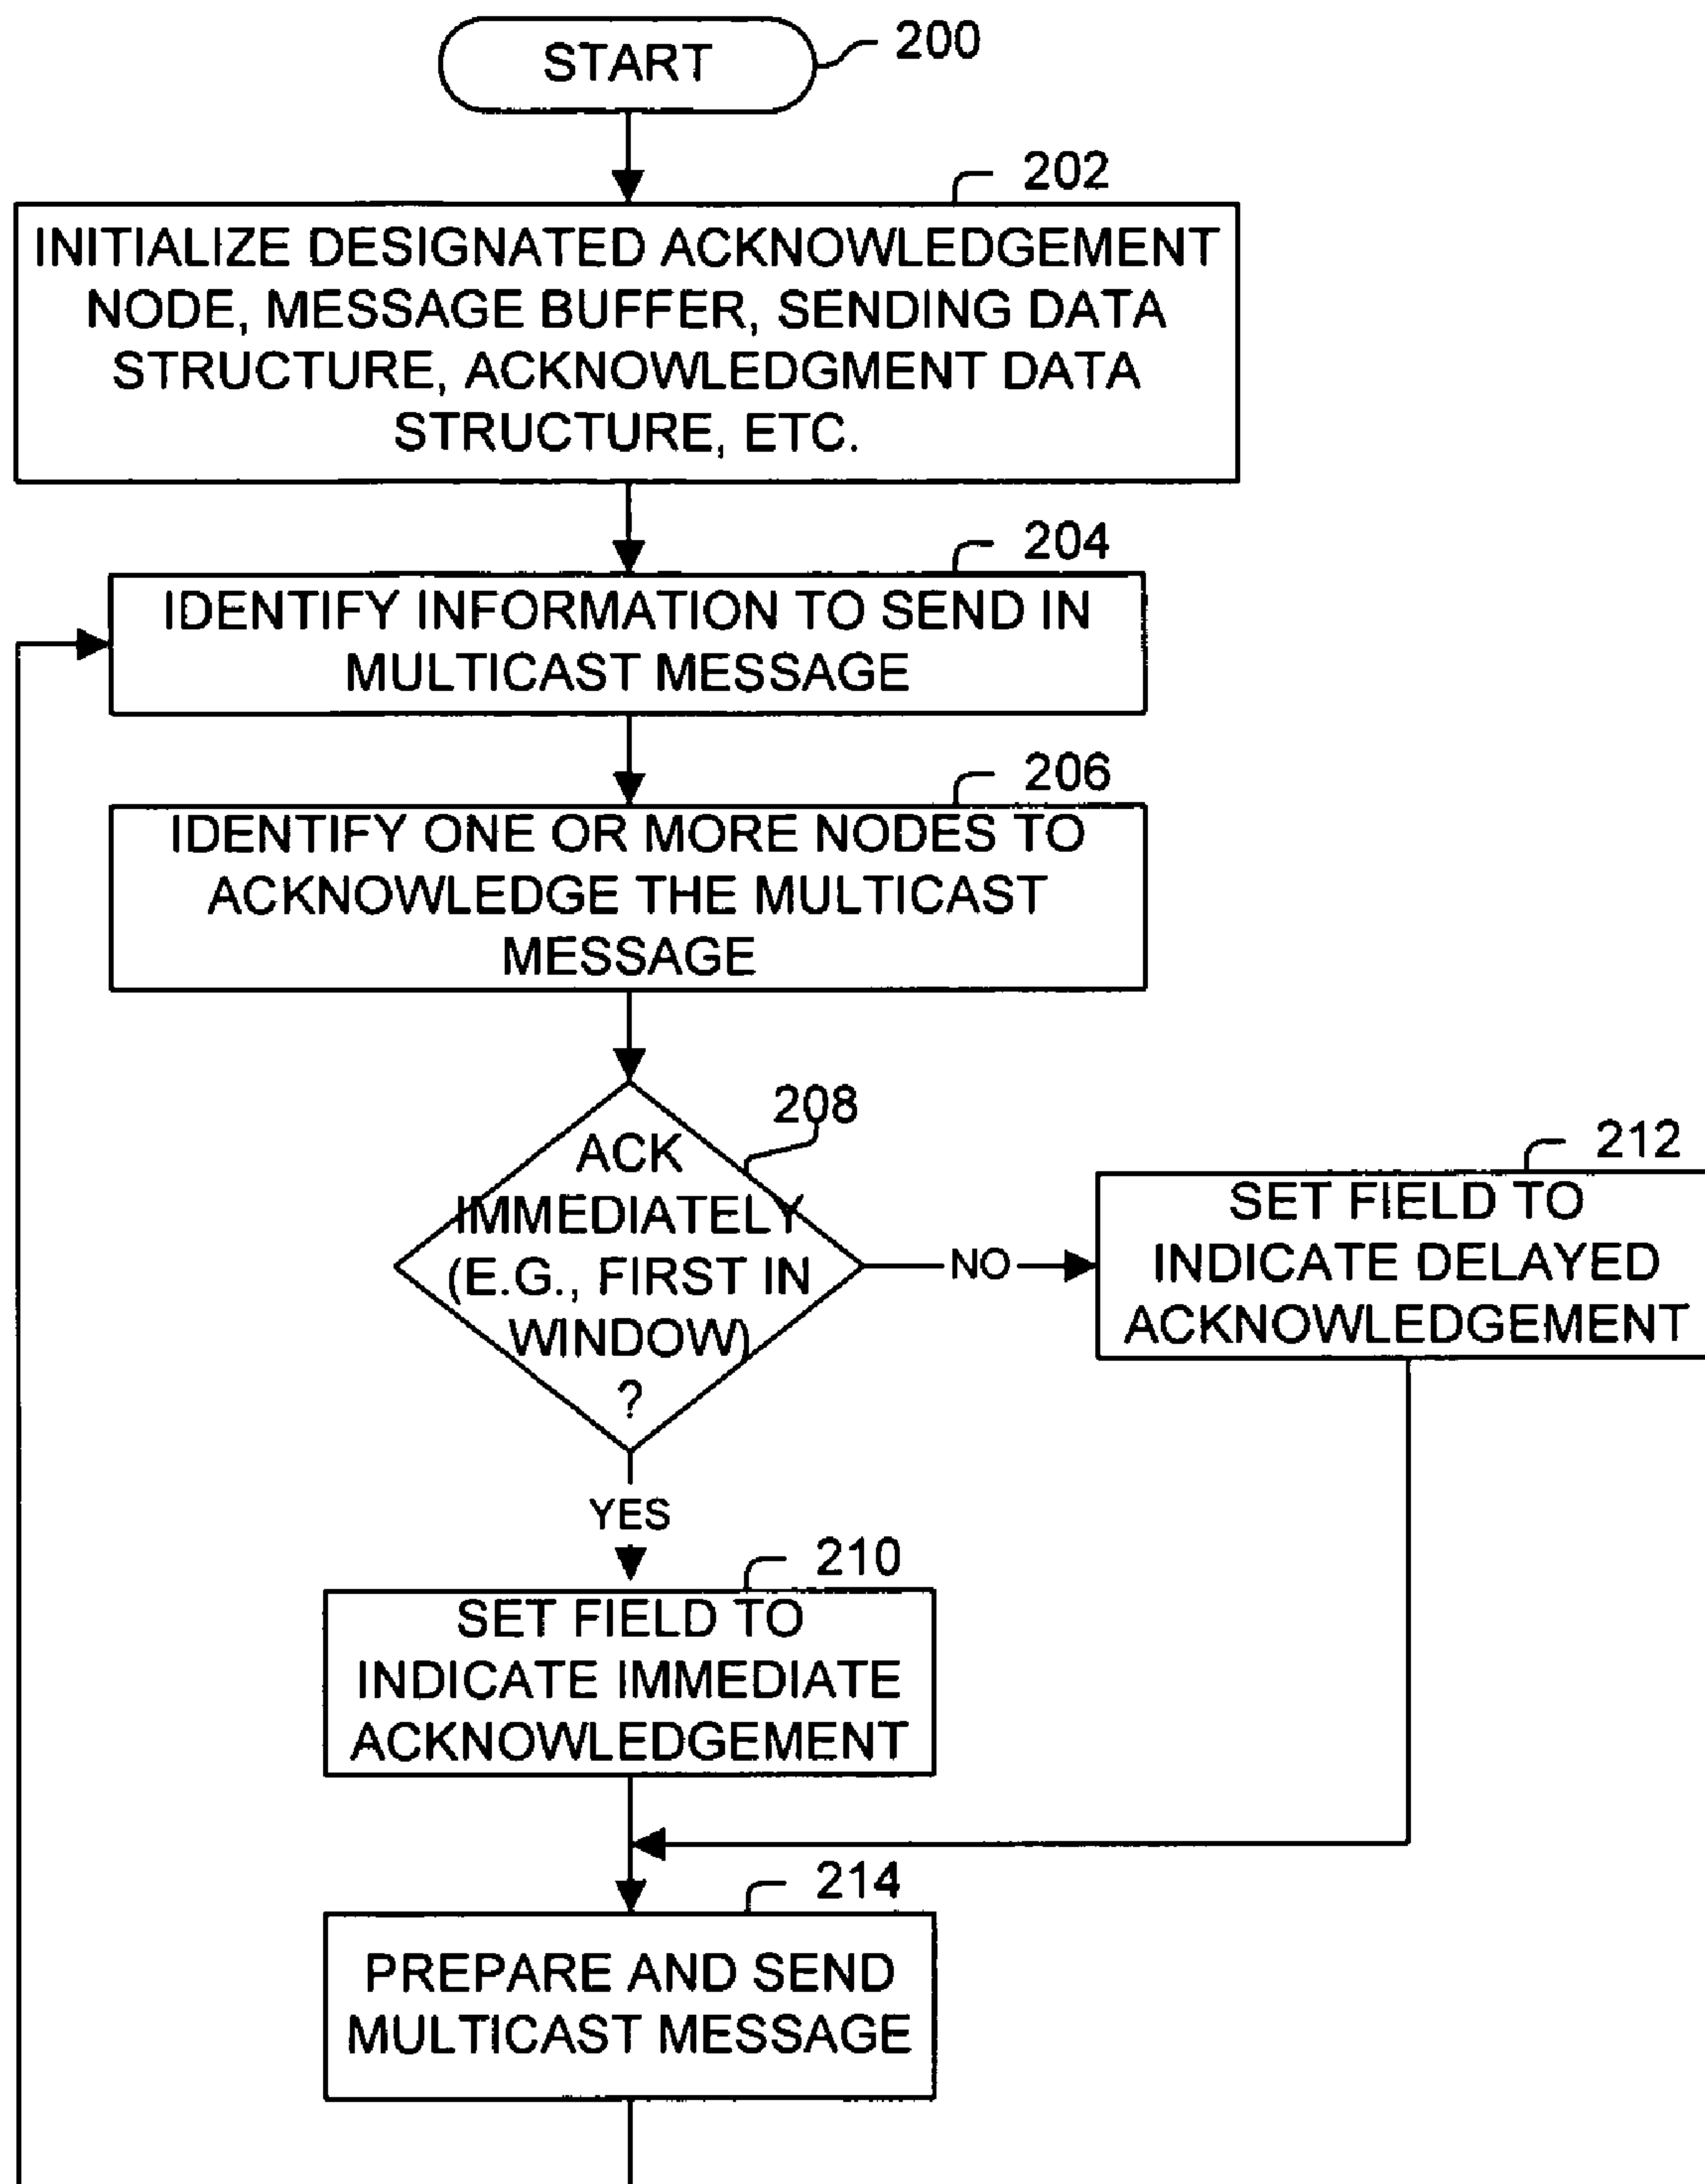 START
200
202
INITIALIZE DESIGNATED ACKNOWLEDGEMENT
NODE, MESSAGE BUFFER, SENDING DATA
STRUCTURE, ACKNOWLEDGMENT DATA
STRUCTURE, ETC.
204
IDENTIFY INFORMATION TO SEND IN
MULTICAST MESSAGE
206
IDENTIFY ONE OR MORE NODES TO
ACKNOWLEDGE THE MULTICAST
MESSAGE
208
ACK
IMMEDIATELY
(E.G., FIRST IN
WINDOW)
?
NO
212
SET FIELD TO
INDICATE DELAYED
ACKNOWLEDGEMENT
YES
210
SET FIELD TO
INDICATE IMMEDIATE
ACKNOWLEDGEMENT
214
PREPARE AND SEND
MULTICAST MESSAGE